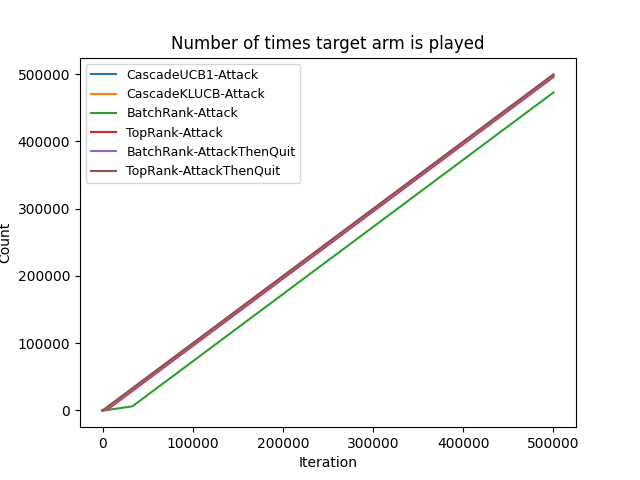 Number of times target arm is played
500000
400000
300000
200000
100000
0
Count
CascadeUCB1-Attack
CascadeKLUCB-Attack
BatchRank-Attack
TopRank-Attack
BatchRank-AttackThenQuit
TopRank-AttackThenQuit
0 100000 200000 300000 400000 500000
Iteration